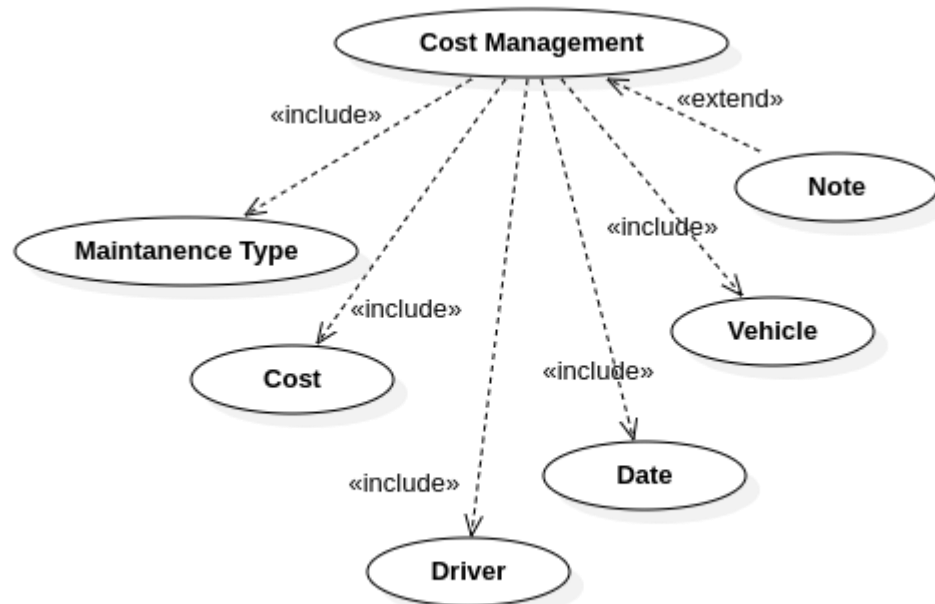 Cost Management
«include»
«extend»
Note
Maintanence Type
«include»
«include»
Vehicle
Cost
«include»
Date
«include»
Driver